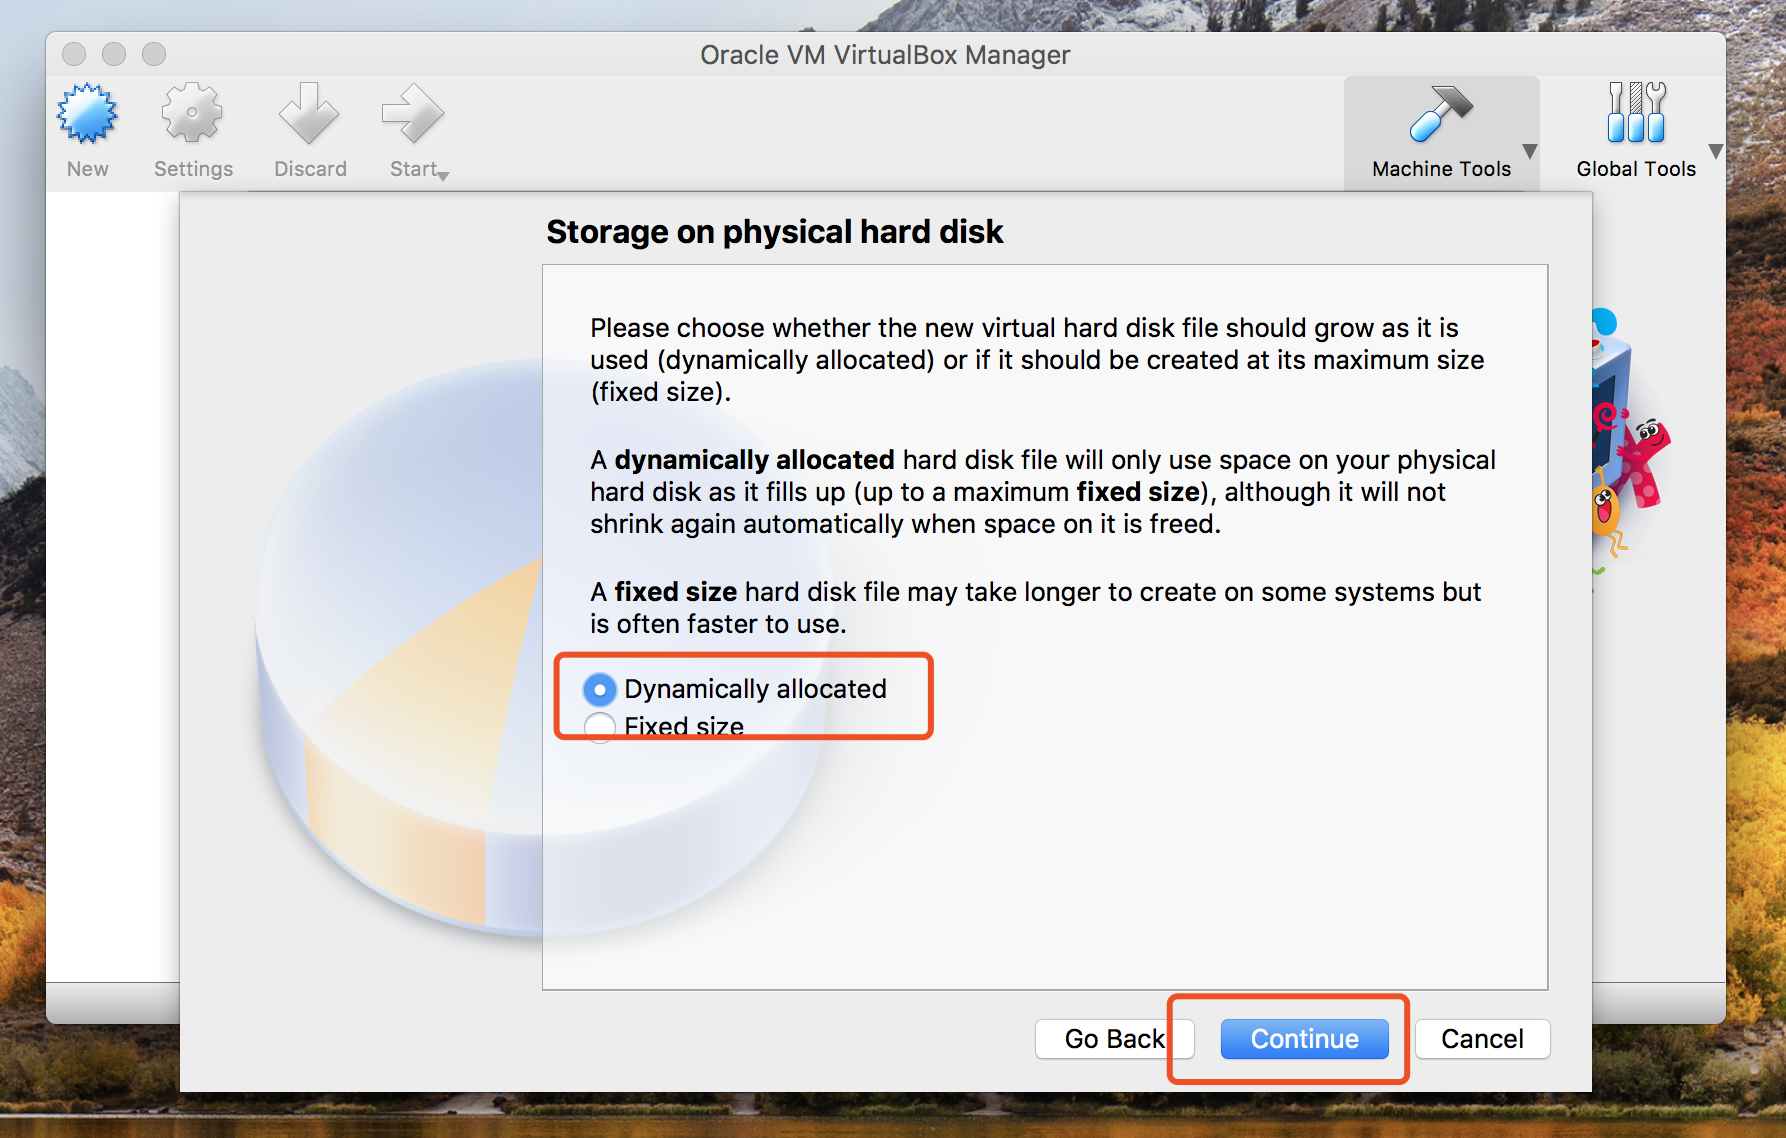 Oracle VM VirtualBox Manager
New
Settings
Discard
Start
Machine Tools
Global Tools
Storage on physical hard disk
Please choose whether the new virtual hard disk file should grow as it is
used (dynamically allocated) or if it should be created at its maximum size
(fixed size).
A dynamically allocated hard disk file will only use space on your physical
hard disk as it fills up (up to a maximum fixed size), although it will not
shrink again automatically when space on it is freed.
A fixed size hard disk file may take longer to create on some systems but
is often faster to use.
Dynamically allocated
Fixed size
Go Back
Continue
Cancel